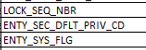 LOCK_SEQ_NBR
ENTY_SEC_DFLT_PRIV_CD
ENTY_SYS_FLG